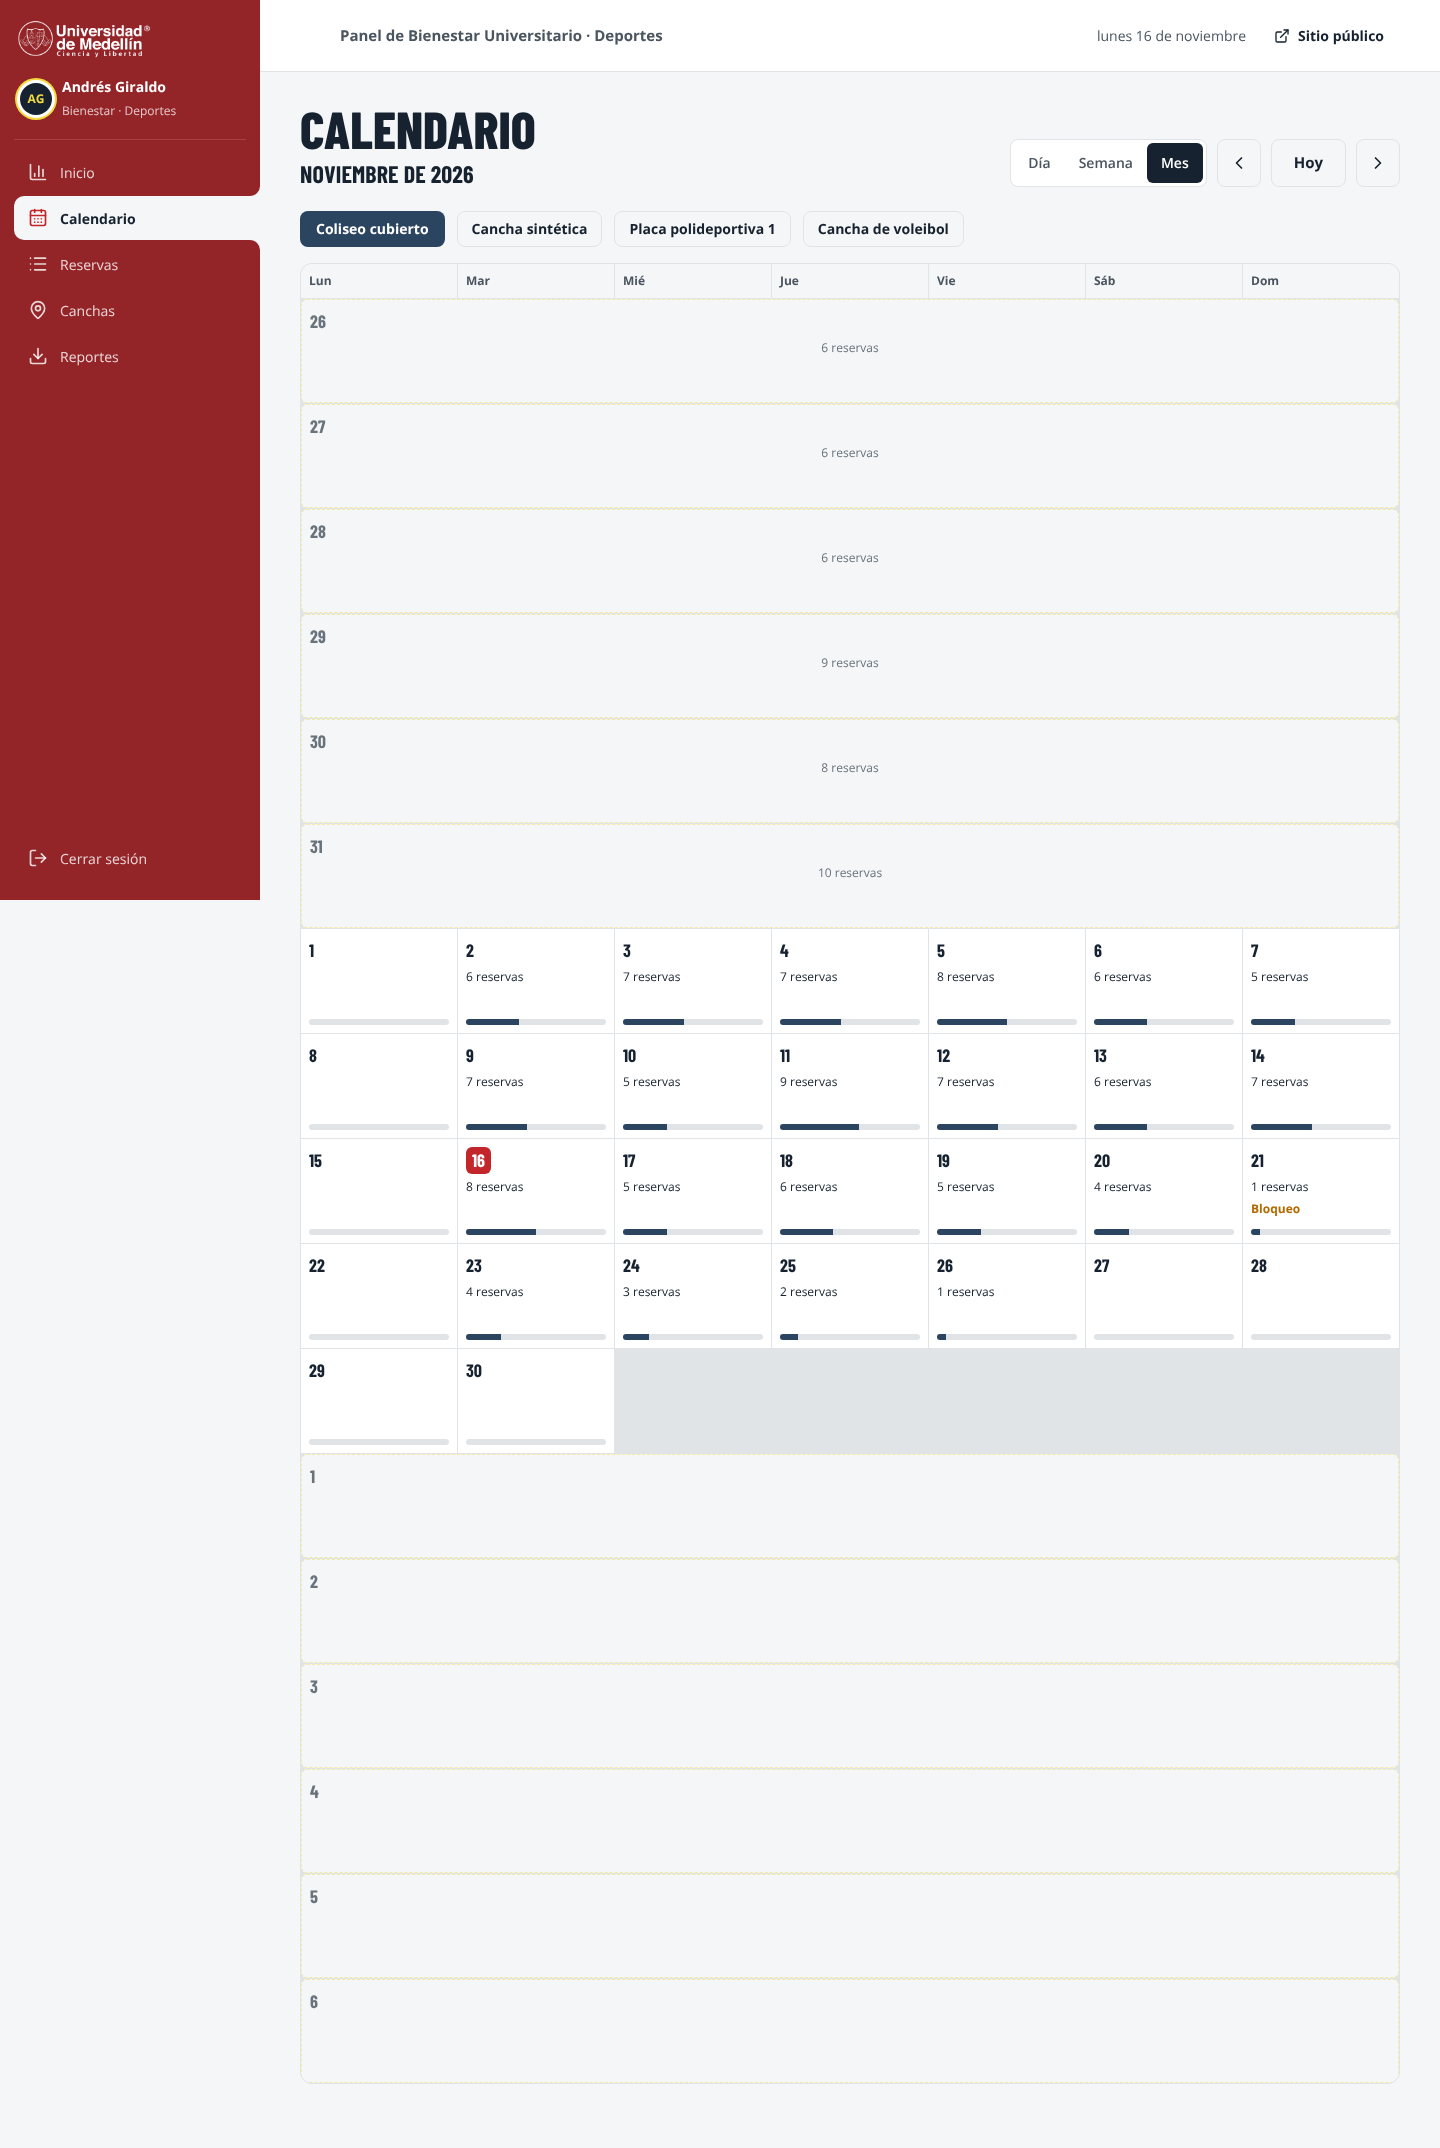 Universidad®
de Medellín
Ciencia y Libertad
AG
Andrés Giraldo
Bienestar · Deportes
Inicio
Calendario
Reservas
Canchas
Reportes
Cerrar sesión
Panel de Bienestar Universitario · Deportes
lunes 16 de noviembre
Sitio público
CALENDARIO
NOVIEMBRE DE 2026
Día Semana Mes
Hoy
Coliseo cubierto Cancha sintética Placa polideportiva 1 Cancha de voleibol
Lun Mar Mié Jue Vie Sáb Dom
26
6 reservas
27
6 reservas
28
6 reservas
29
9 reservas
30
8 reservas
31
10 reservas
1 2 3 4 5 6 7
6 reservas 7 reservas 7 reservas 8 reservas 6 reservas 5 reservas
8 9 10 11 12 13 14
7 reservas 5 reservas 9 reservas 7 reservas 6 reservas 7 reservas
15 16 17 18 19 20 21
8 reservas 5 reservas 6 reservas 5 reservas 4 reservas 1 reservas
Bloqueo
22 23 24 25 26 27 28
4 reservas 3 reservas 2 reservas 1 reservas
29 30
1
2
3
4
5
6